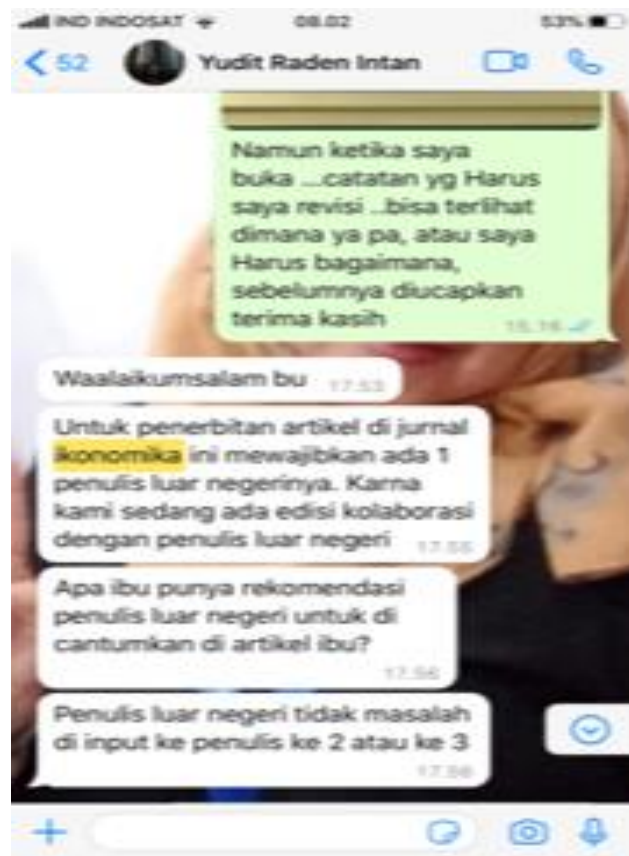 IND INDOSAT 08.02 53%
52 Yudit Raden Intan
Namun ketika saya
buka ...catatan yg Harus
saya revisi ..bisa terlihat
dimana ya pa, atau saya
Harus bagaimana,
sebelumnya diucapkan
terima kasih
15.16
Waalaikumsalam bu 17.53
Untuk penerbitan artikel di jurnal
ikonomika ini mewajibkan ada 1
penulis luar negerinya. Karna
kami sedang ada edisi kolaborasi
dengan penulis luar negeri 17.55
Apa ibu punya rekomendasi
penulis luar negeri untuk di
cantumkan di artikel ibu?
17.56
Penulis luar negeri tidak masalah
di input ke penulis ke 2 atau ke 3
17.56